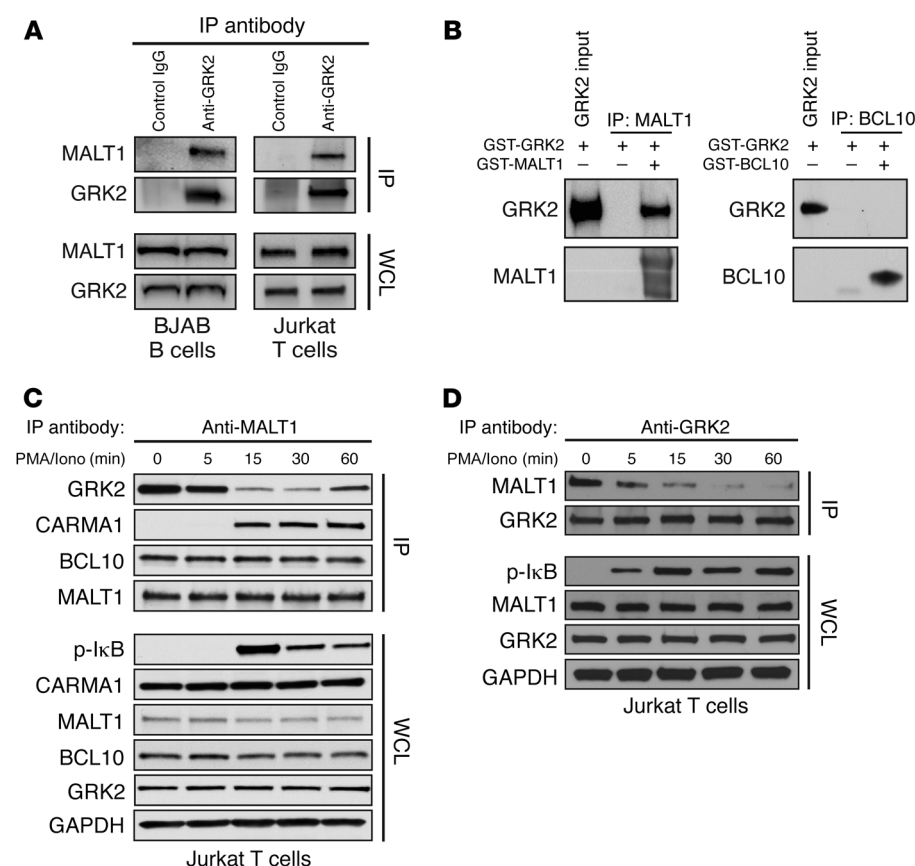 A
IP antibody
Control IgG
Anti-GRK2
Control IgG
Anti-GRK2
MALT1
GRK2
IP
MALT1
GRK2
WCL
BJAB
B cells
Jurkat
T cells
B
GRK2 input
IP: MALT1
GST-GRK2 + + +
GST-MALT1 – – +
GRK2
MALT1
GRK2 input
IP: BCL10
GST-GRK2 + + +
GST-BCL10 – – +
GRK2
BCL10
C
IP antibody: Anti-MALT1
PMA/Iono (min) 0 5 15 30 60
GRK2
CARMA1
BCL10
MALT1
IP
p-IκB
CARMA1
MALT1
BCL10
GRK2
GAPDH
WCL
Jurkat T cells
D
IP antibody: Anti-GRK2
PMA/Iono (min) 0 5 15 30 60
MALT1
GRK2
IP
p-IκB
MALT1
GRK2
GAPDH
WCL
Jurkat T cells